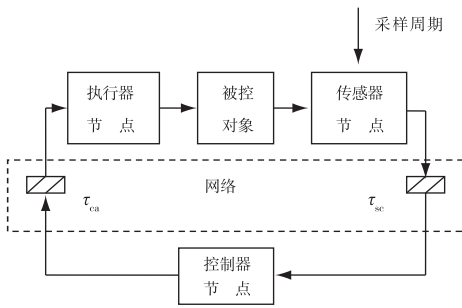 采样周期
执行器
节 点
被控
对象
传感器
节 点
网络
τca
τsc
控制器
节 点